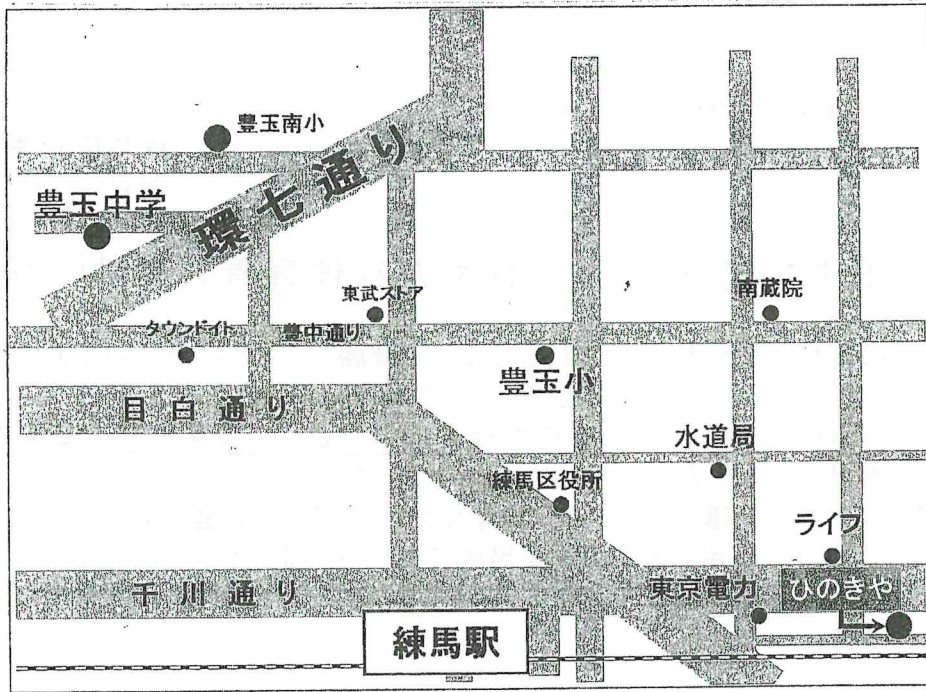 豊玉南小
環七通り
豊玉中学
東武ストア
南蔵院
タウンドイト
豊中通り
豊玉小
目白通り
水道局
練馬区役所
ライフ
千川通り
東京電力
ひのきや
練馬駅